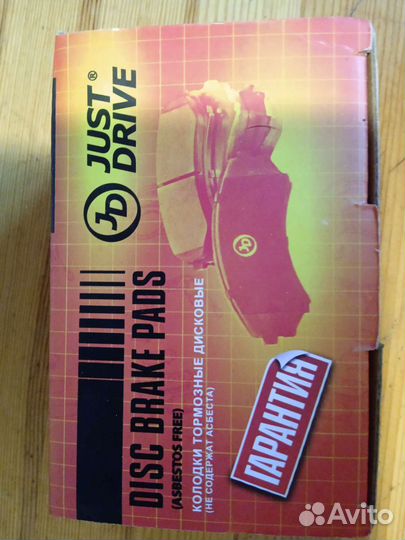 JD JUST
DRIVE®
DISC BRAKE PADS
(ASBESTOS FREE)
КОЛОДКИ ТОРМОЗНЫЕ ДИСКОВЫЕ
(НЕ СОДЕРЖАТ АСБЕСТА)
JD
ГАРАНТИЯ
Avito